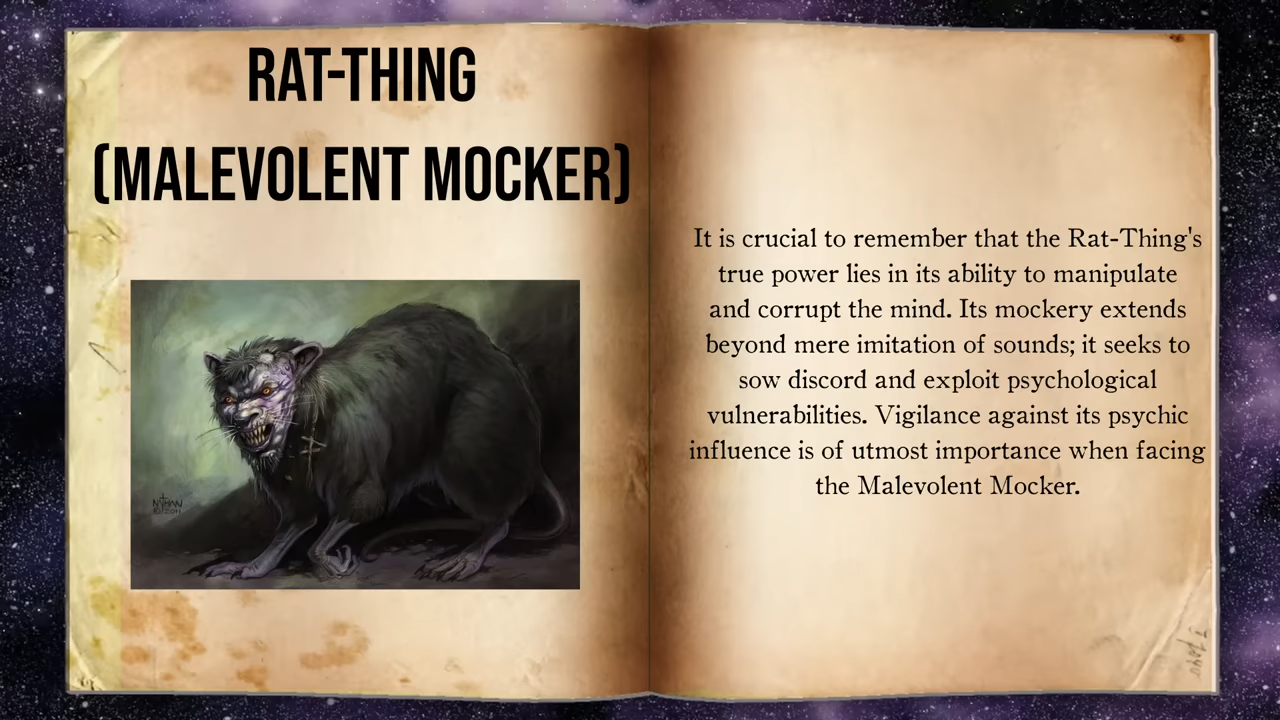 RAT-THING
(MALEVOLENT MOCKER)
NATHAN
©2011
It is crucial to remember that the Rat-Thing's
true power lies in its ability to manipulate
and corrupt the mind. Its mockery extends
beyond mere imitation of sounds; it seeks to
sow discord and exploit psychological
vulnerabilities. Vigilance against its psychic
influence is of utmost importance when facing
the Malevolent Mocker.